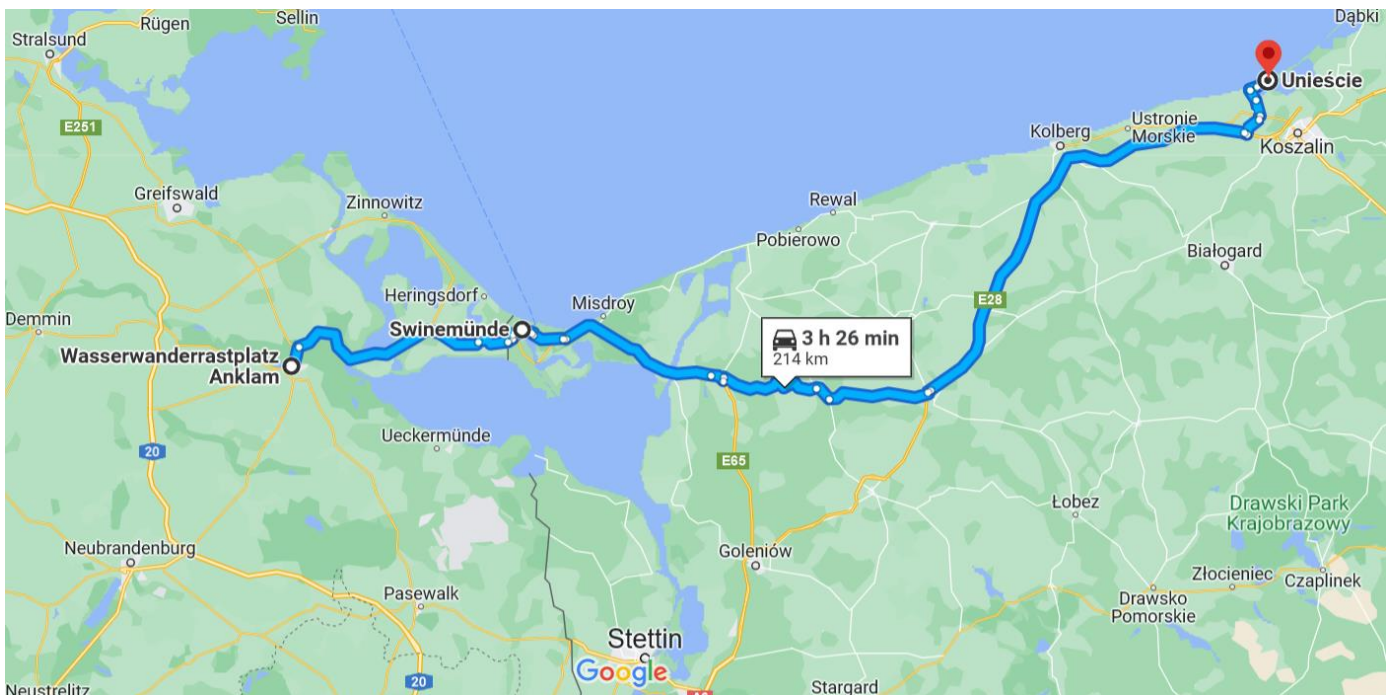 Dąbki
Rügen
Sellin
Stralsund
Unieście
E251
Kolberg
Ustronie
Morskie
Koszalin
Greifswald
Zinnowitz
Rewal
Pobierowo
Białogard
Heringsdorf
Misdroy
E28
Demmin
Swinemünde
3 h 26 min
214 km
Wasserwanderrastplatz
Anklam
Ueckermünde
20
E65
Łobez
Drawski Park
Krajobrazowy
Neubrandenburg
Goleniów
Złocieniec
Czaplinek
Pasewalk
Drawsko
Pomorskie
Stettin
Google
20
Stargard
Neustrelitz